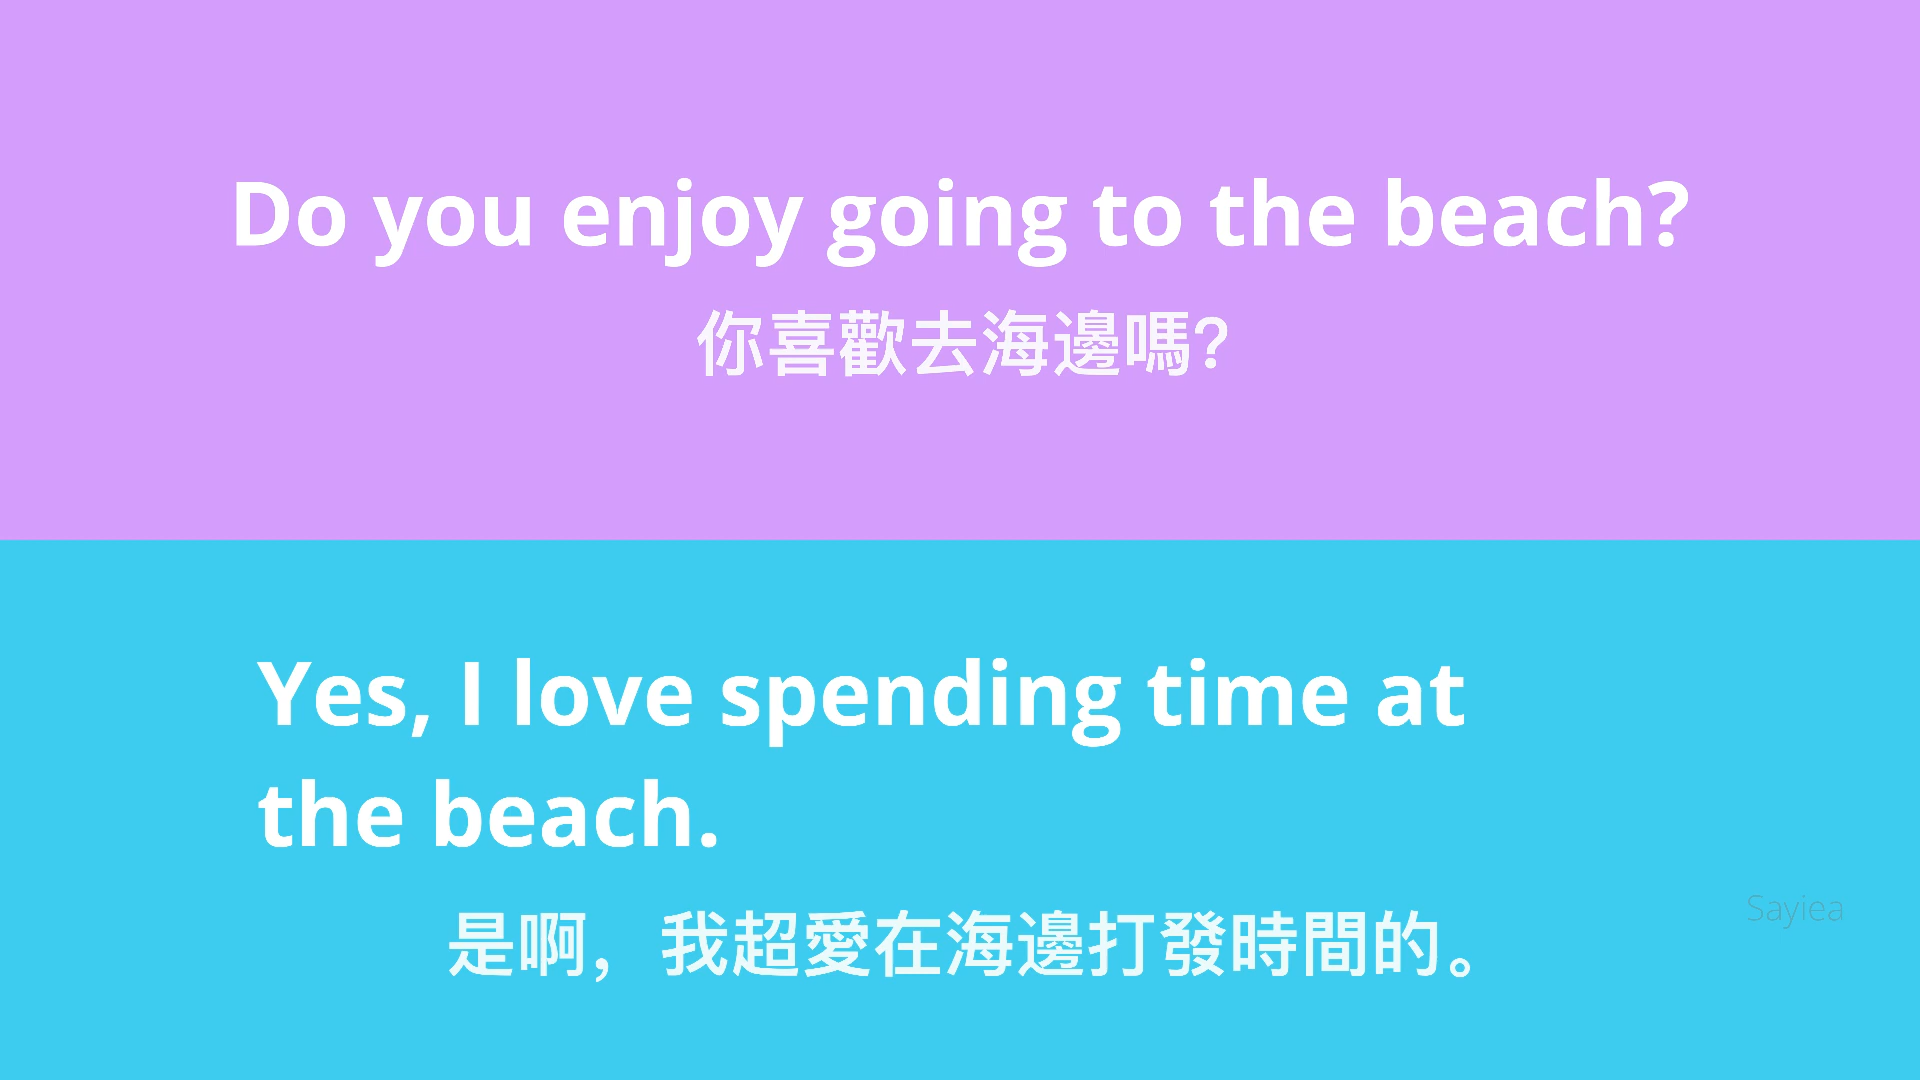 Do you enjoy going to the beach?
你喜歡去海邊嗎?
Yes, I love spending time at
the beach.
是啊，我超愛在海邊打發時間的。
Sayiea